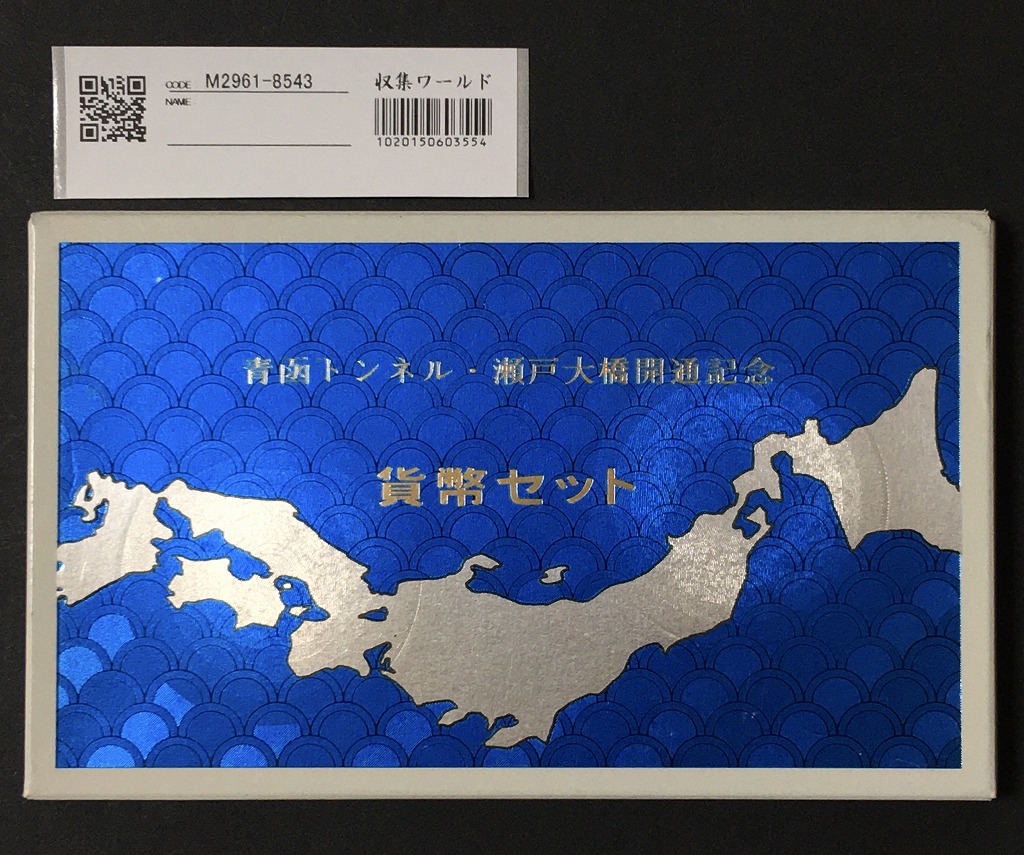 CODE M2961-8543
NAME
収集ワールド
1020150603554
青函トンネル・瀬戸大橋開通記念
貨幣セット